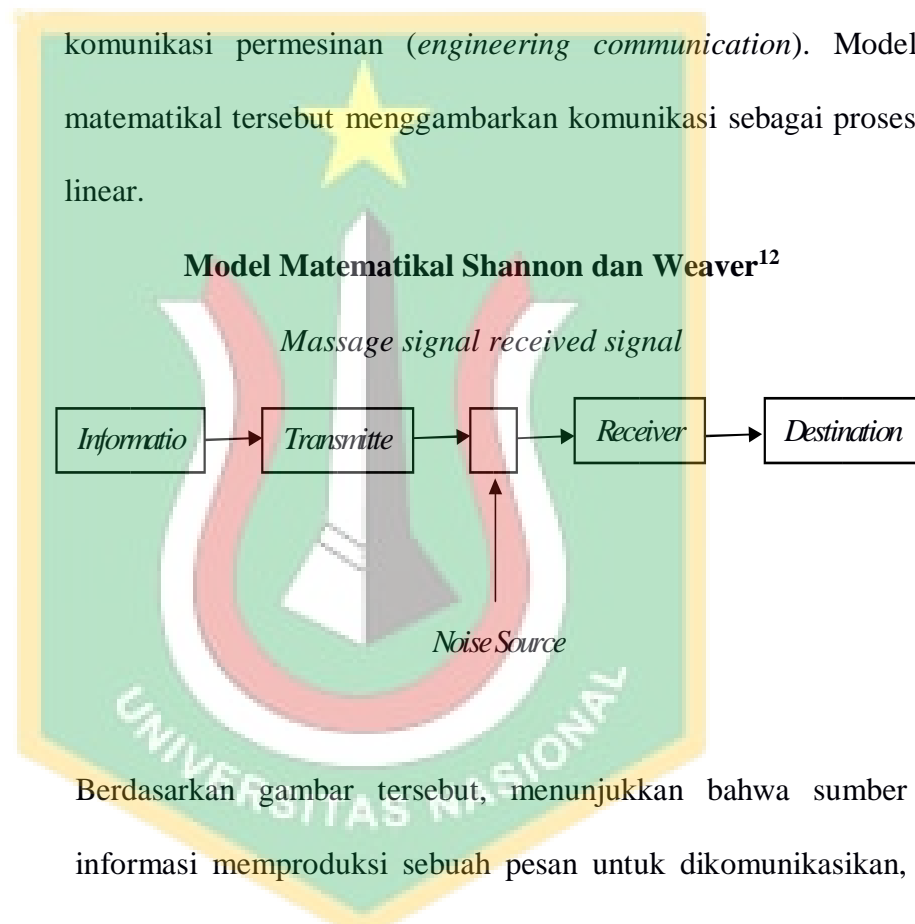 komunikasi permesinan (engineering communication). Model
matematikal tersebut menggambarkan komunikasi sebagai proses
linear.
Model Matematikal Shannon dan Weaver12
Massage signal received signal
Informatio Transmitte Receiver Destination
Noise Source
UNIVERSITAS NASIONAL
Berdasarkan gambar tersebut, menunjukkan bahwa sumber
informasi memproduksi sebuah pesan untuk dikomunikasikan,